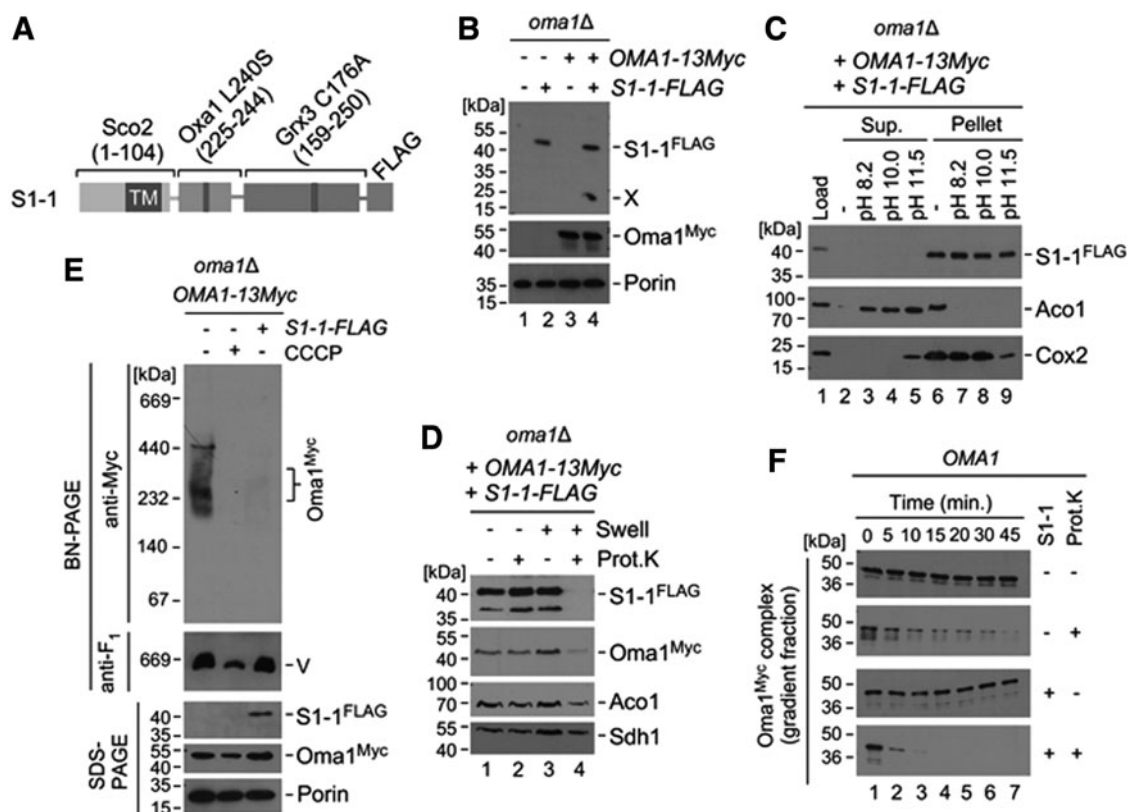 A
Sco2
(1-104)
Oxa1 L240S
(225-244)
Grx3 C176A
(159-250)
FLAG
S1-1
TM
B
oma1Δ
- - + + OMA1-13Myc
- + - + S1-1-FLAG
[kDa]
55
40
35
25
15
S1-1FLAG
X
55
40
Oma1Myc
35
15
Porin
1 2 3 4
C
oma1Δ
+ OMA1-13Myc
+ S1-1-FLAG
Sup. Pellet
Load
-
pH 8.2
pH 10.0
pH 11.5
-
pH 8.2
pH 10.0
pH 11.5
[kDa]
40
35
S1-1FLAG
100
70
Aco1
25
15
Cox2
1 2 3 4 5 6 7 8 9
E
oma1Δ
OMA1-13Myc
- - + S1-1-FLAG
- + - CCCP
[kDa]
BN-PAGE
anti-Myc
669
440
232
140
67
Oma1Myc
anti-F1
669
V
SDS-
PAGE
40
S1-1FLAG
55
40
Oma1Myc
35
15
Porin
D
oma1Δ
+ OMA1-13Myc
+ S1-1-FLAG
- - + + Swell
- + - + Prot.K
[kDa]
40
35
S1-1FLAG
55
40
Oma1Myc
100
70
Aco1
55
40
Sdh1
1 2 3 4
F
OMA1
Time (min.)
0 5 10 15 20 30 45
S1-1
Prot.K
[kDa]
Oma1Myc complex
(gradient fraction)
50
36
- -
50
36
- +
50
36
+ -
50
36
+ +
1 2 3 4 5 6 7